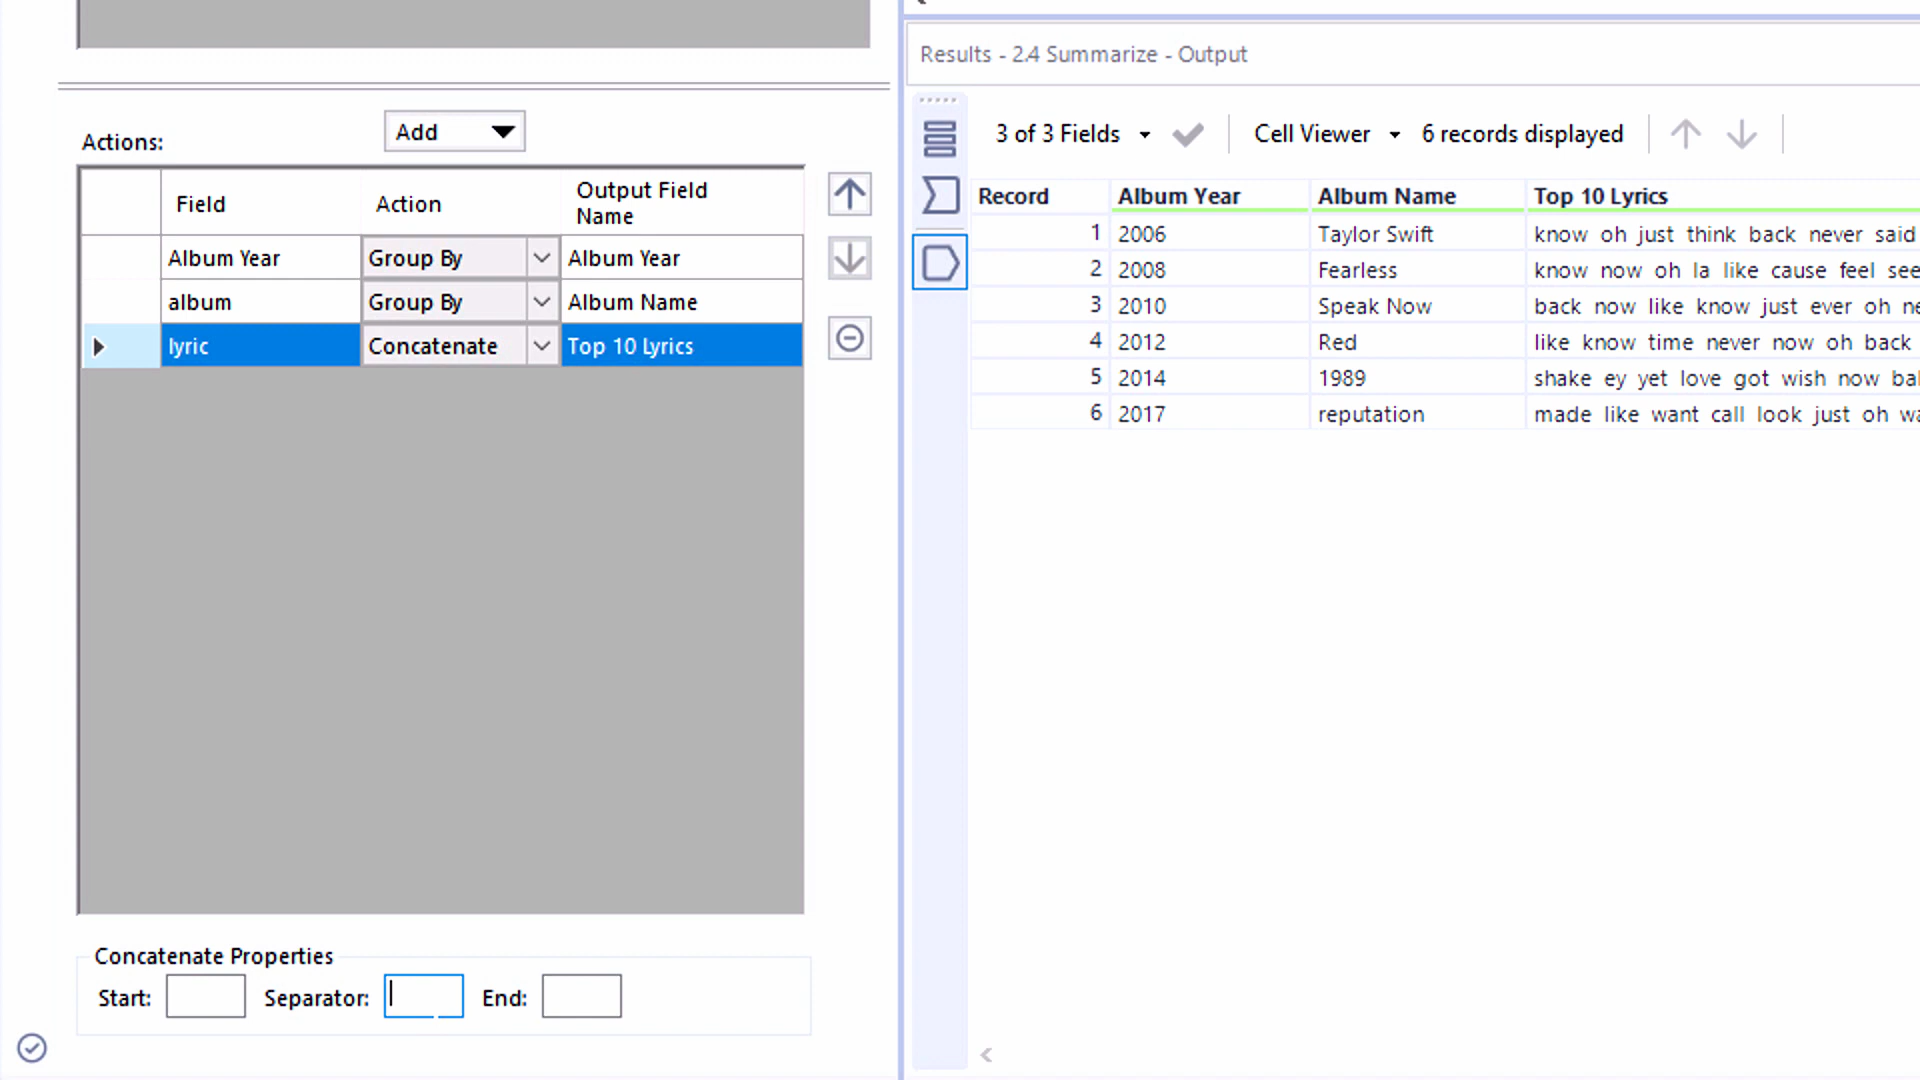 Actions:
Add
Field Action Output Field Name
Album Year Group By Album Year
album Group By Album Name
lyric Concatenate Top 10 Lyrics
Concatenate Properties
Start: Separator: End:
Results - 2.4 Summarize - Output
3 of 3 Fields Cell Viewer 6 records displayed
Record Album Year Album Name Top 10 Lyrics
1 2006 Taylor Swift know oh just think back never said
2 2008 Fearless know now oh la like cause feel see
3 2010 Speak Now back now like know just ever oh
4 2012 Red like know time never now oh back
5 2014 1989 shake ey yet love got wish now
6 2017 reputation made like want call look just oh